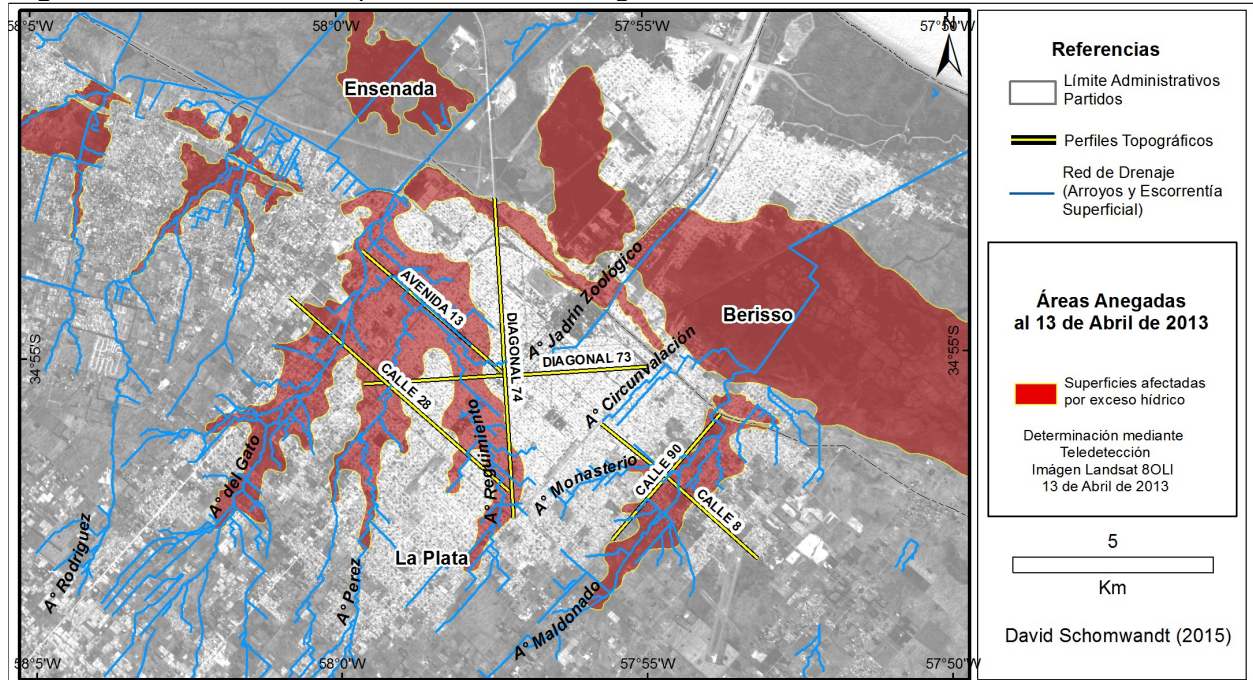 58°5'W
58°0'W
57°55'W
57°50'W
34°55'S
34°55'S
Ensenada
Berisso
La Plata
AVENIDA 13
DIAGONAL 74
DIAGONAL 73
CALLE 28
CALLE 90
CALLE 8
A° Jadrín Zoológico
A° Circunvalación
A° Regimiento
A° Monasterio
A° del Gato
A° Rodriguez
A° Perez
A° Maldonado
58°5'W
58°0'W
57°55'W
57°50'W
N
Referencias
Límite Administrativos
Partidos
Perfiles Topográficos
Red de Drenaje
(Arroyos y Escorrentía
Superficial)
Áreas Anegadas
al 13 de Abril de 2013
Superficies afectadas
por exceso hídrico
Determinación mediante
Teledetección
Imágen Landsat 8OLI
13 de Abril de 2013
5
Km
David Schomwandt (2015)